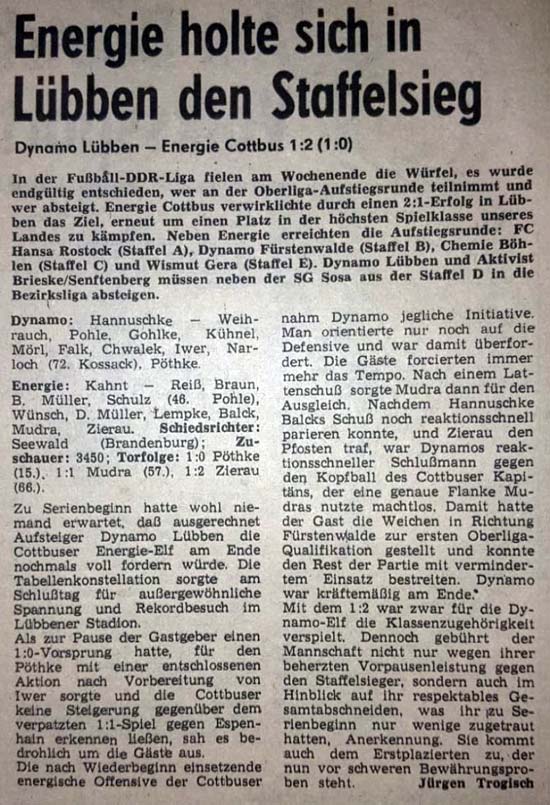 Energie holte sich in
Lübben den Staffelsieg
Dynamo Lübben – Energie Cottbus 1:2 (1:0)
In der Fußball-DDR-Liga fielen am Wochenende die Würfel, es wurde
endgültig entschieden, wer an der Oberliga-Aufstiegsrunde teilnimmt und
wer absteigt. Energie Cottbus verwirklichte durch einen 2:1-Erfolg in Lüb-
ben das Ziel, erneut um einen Platz in der höchsten Spielklasse unseres
Landes zu kämpfen. Neben Energie erreichten die Aufstiegsrunde: FC
Hansa Rostock (Staffel A), Dynamo Fürstenwalde (Staffel B), Chemie Böh-
len (Staffel C) und Wismut Gera (Staffel E). Dynamo Lübben und Aktivist
Brieske/Senftenberg müssen neben der SG Sosa aus der Staffel D in die
Bezirksliga absteigen.
Dynamo: Hannuschke – Weih-
rauch, Pohle, Gohlke, Kühnel,
Mörl, Falk, Chwalek, Iwer, Nar-
loch (72. Kossack), Pöthke.
Energie: Kahnt – Reiß, Braun,
B. Müller, Schulz (46. Pohle),
Wünsch, D. Müller, Lempke, Balck,
Mudra, Zierau. Schiedsrichter:
Seewald (Brandenburg); Zu-
schauer: 3450; Torfolge: 1:0 Pöthke
(15.), 1:1 Mudra (57.), 1:2 Zierau
(66.).
Zu Serienbeginn hatte wohl nie-
mand erwartet, daß ausgerechnet
Aufsteiger Dynamo Lübben die
Cottbuser Energie-Elf am Ende
nochmals voll fordern würde. Die
Tabellenkonstellation sorgte am
Schlußtag für außergewöhnliche
Spannung und Rekordbesuch im
Lübbener Stadion.
Als zur Pause der Gastgeber einen
1:0-Vorsprung hatte, für den
Pöthke mit einer entschlossenen
Aktion nach Vorbereitung von
Iwer sorgte und die Cottbuser
keine Steigerung gegenüber dem
verpatzten 1:1-Spiel gegen Espen-
hain erkennen ließen, sah es be-
drohlich um die Gäste aus.
Die nach Wiederbeginn einsetzende
energische Offensive der Cottbuser
nahm Dynamo jegliche Initiative.
Man orientierte nur noch auf die
Defensive und war damit überfor-
dert. Die Gäste forcierten immer
mehr das Tempo. Nach einem Lat-
tenschuß sorgte Mudra dann für den
Ausgleich. Nachdem Hannuschke
Balcks Schuß noch reaktionsschnell
parieren konnte, und Zierau den
Pfosten traf, war Dynamos reak-
tionsschneller Schlußmann gegen
den Kopfball des Cottbuser Kapi-
täns, der eine genaue Flanke Mu-
dras nutzte machtlos. Damit hatte
der Gast die Weichen in Richtung
Fürstenwalde zur ersten Oberliga-
Qualifikation gestellt und konnte
den Rest der Partie mit verminder-
tem Einsatz bestreiten. Dynamo
war kräftemäßig am Ende.
Mit dem 1:2 war zwar für die Dy-
namo-Elf die Klassenzugehörigkeit
verspielt. Dennoch gebührt der
Mannschaft nicht nur wegen ihrer
beherzten Vorpausenleistung gegen
den Staffelsieger, sondern auch im
Hinblick auf ihr respektables Ge-
samtabschneiden, was ihr zu Se-
rienbeginn nur wenige zugetraut
hatten, Anerkennung. Sie kommt
auch dem Erstplazierten zu, der
nun vor schweren Bewährungspro-
ben steht. Jürgen Trogisch